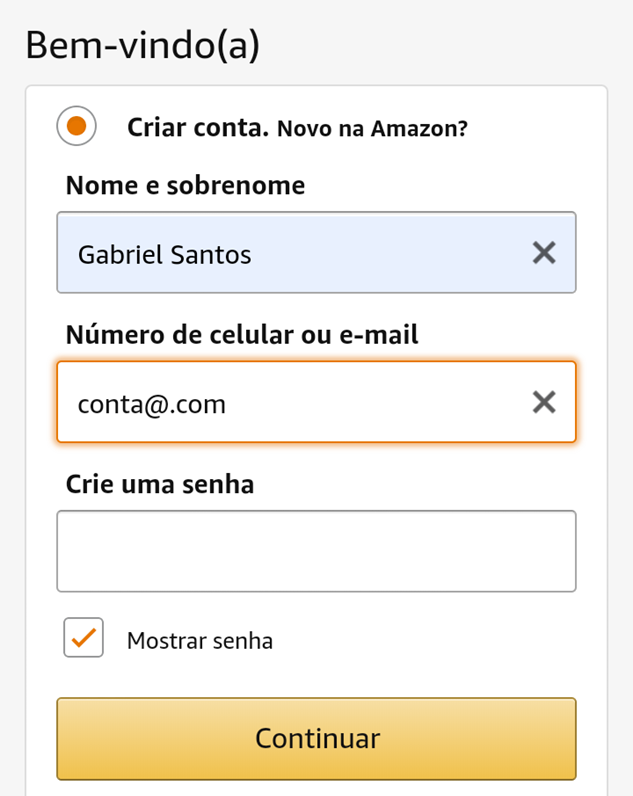 Bem-vindo(a)
Criar conta. Novo na Amazon?
Nome e sobrenome
Gabriel Santos
Número de celular ou e-mail
conta@.com
Crie uma senha
Mostrar senha
Continuar